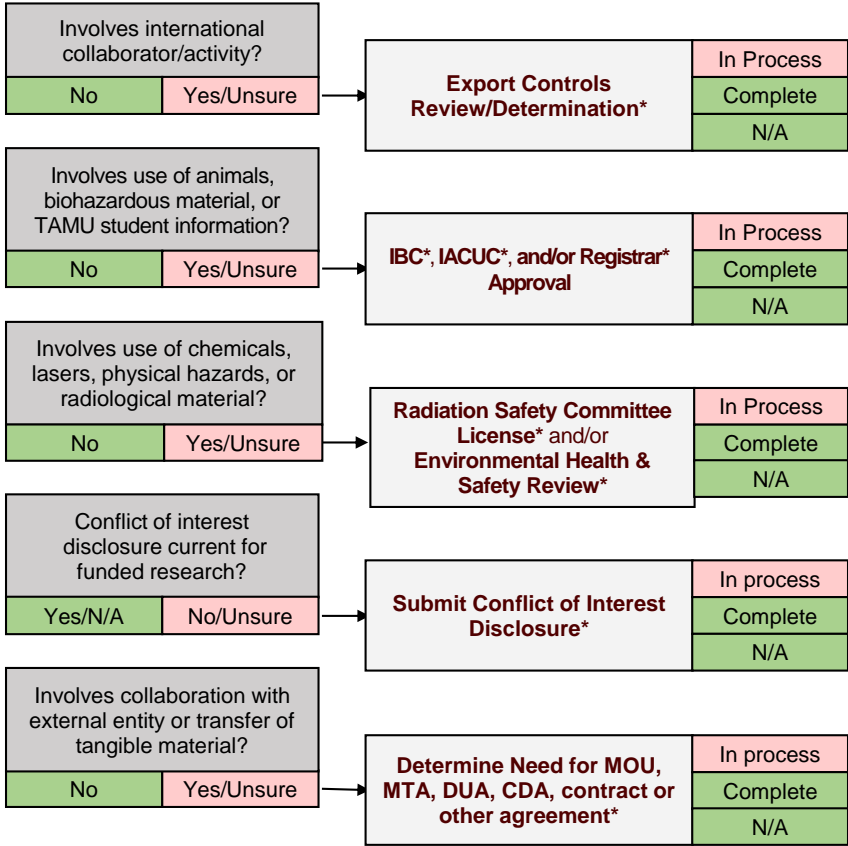 Involves international
collaborator/activity?
No
Yes/Unsure
Export Controls
Review/Determination*
In Process
Complete
N/A
Involves use of animals,
biohazardous material, or
TAMU student information?
No
Yes/Unsure
IBC*, IACUC*, and/or Registrar*
Approval
In Process
Complete
N/A
Involves use of chemicals,
lasers, physical hazards, or
radiological material?
No
Yes/Unsure
Radiation Safety Committee
License* and/or
Environmental Health &
Safety Review*
In Process
Complete
N/A
Conflict of interest
disclosure current for
funded research?
Yes/N/A
No/Unsure
Submit Conflict of Interest
Disclosure*
In process
Complete
N/A
Involves collaboration with
external entity or transfer of
tangible material?
No
Yes/Unsure
Determine Need for MOU,
MTA, DUA, CDA, contract or
other agreement*
In process
Complete
N/A